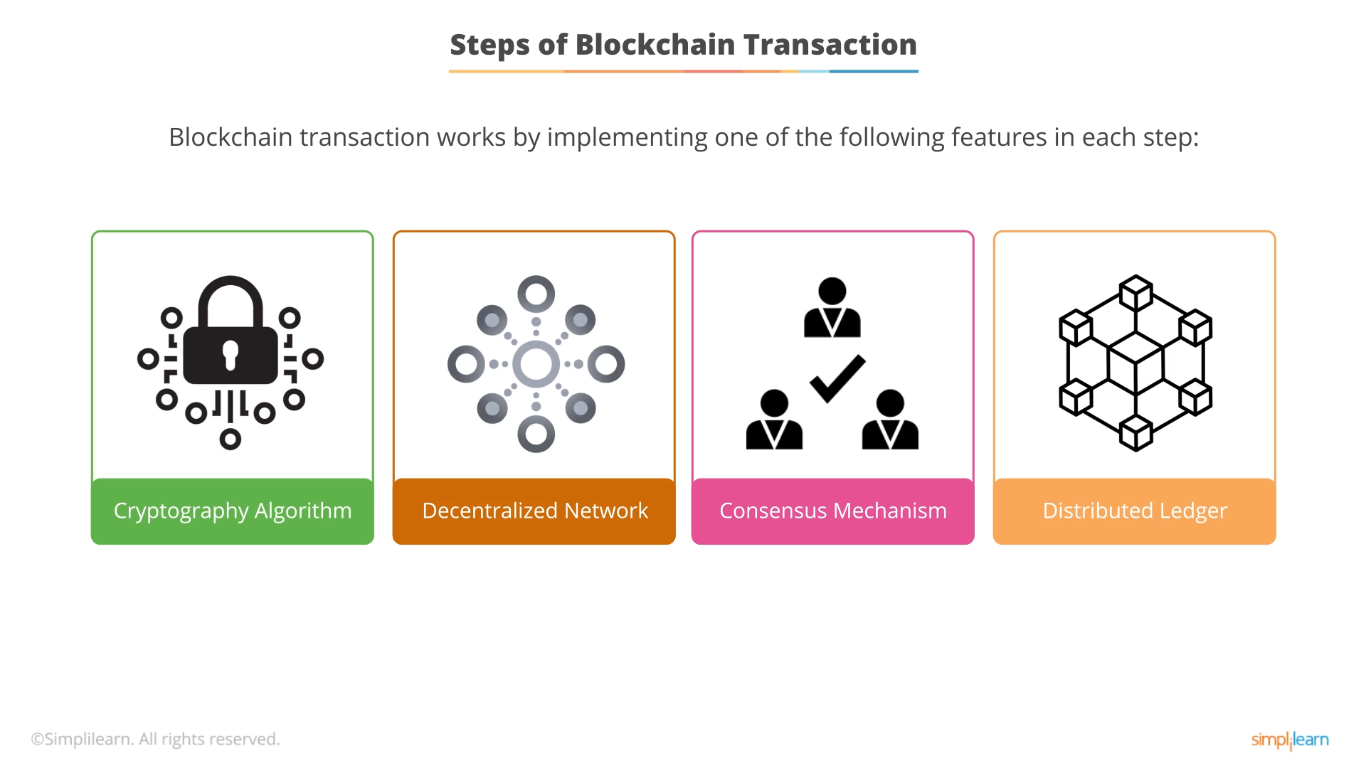 Steps of Blockchain Transaction
Blockchain transaction works by implementing one of the following features in each step:
Cryptography Algorithm
Decentralized Network
Consensus Mechanism
Distributed Ledger
©Simplilearn. All rights reserved.
simplilearn